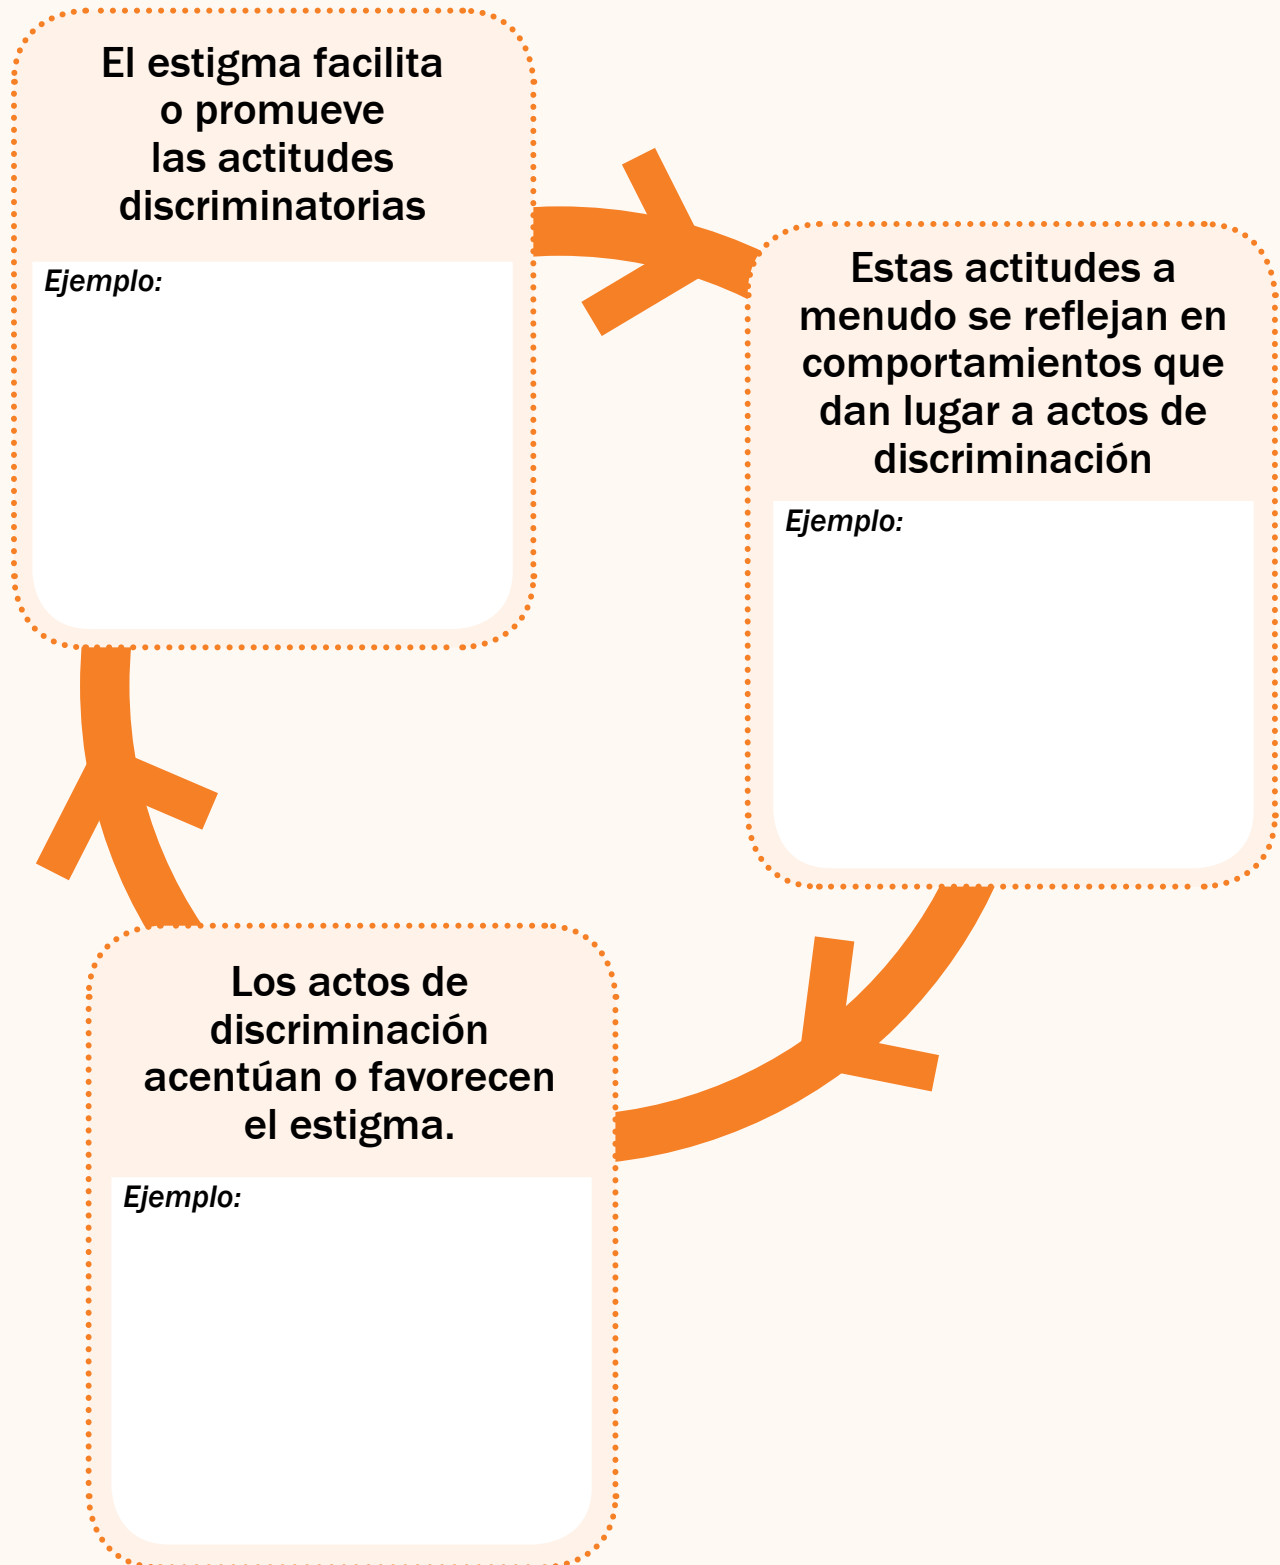 El estigma facilita
o promueve
las actitudes
discriminatorias
Ejemplo:
Estas actitudes a
menudo se reflejan en
comportamientos que
dan lugar a actos de
discriminación
Ejemplo:
Los actos de
discriminación
acentúan o favorecen
el estigma.
Ejemplo: